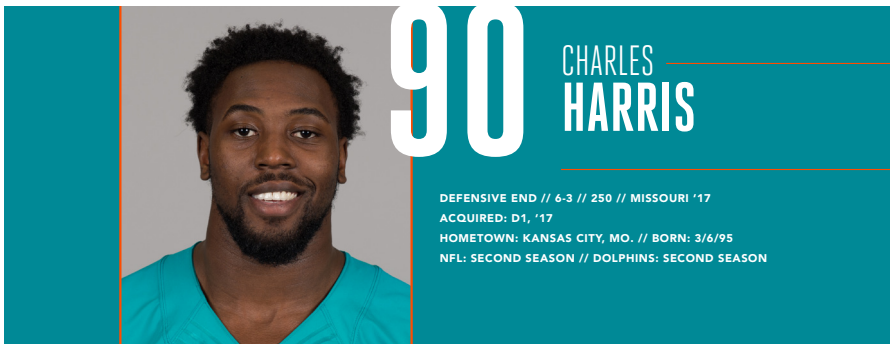 90
CHARLES
HARRIS
DEFENSIVE END // 6-3 // 250 // MISSOURI ‘17
ACQUIRED: D1, ‘17
HOMETOWN: KANSAS CITY, MO. // BORN: 3/6/95
NFL: SECOND SEASON // DOLPHINS: SECOND SEASON